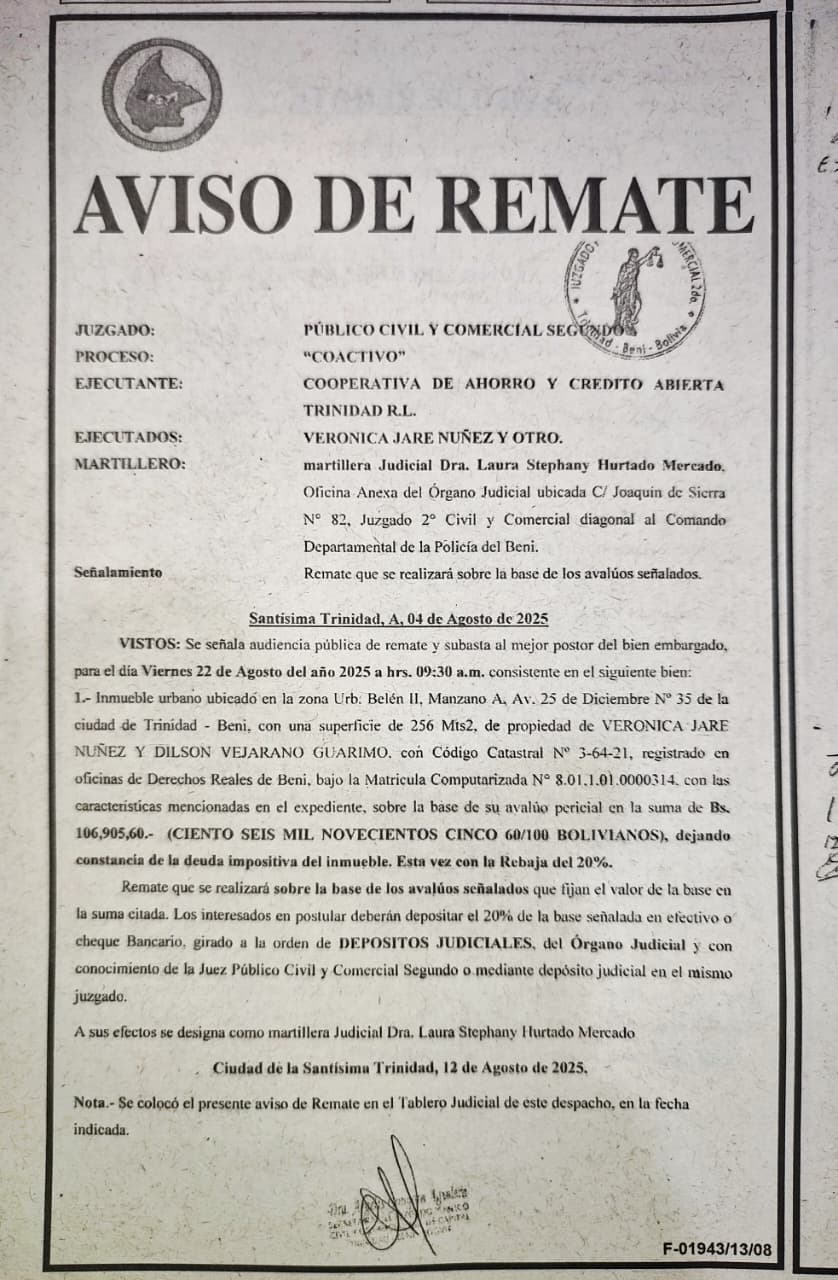 AVISO DE REMATE
JUZGADO, COMERCIAL 2do.
Trinidad - Beni - Bolivia
JUZGADO: PÚBLICO CIVIL Y COMERCIAL SEGUNDO
PROCESO: “COACTIVO”
EJECUTANTE: COOPERATIVA DE AHORRO Y CREDITO ABIERTA
TRINIDAD R.L.
EJECUTADOS: VERONICA JARE NUÑEZ Y OTRO.
MARTILLERO: martillera Judicial Dra. Laura Stephany Hurtado Mercado,
Oficina Anexa del Órgano Judicial ubicada C/ Joaquín de Sierra
N° 82, Juzgado 2° Civil y Comercial diagonal al Comando
Departamental de la Policía del Beni.
Señalamiento Remate que se realizará sobre la base de los avalúos señalados.
Santísima Trinidad, A, 04 de Agosto de 2025
VISTOS: Se señala audiencia pública de remate y subasta al mejor postor del bien embargado,
para el día Viernes 22 de Agosto del año 2025 a hrs. 09:30 a.m. consistente en el siguiente bien:
1.- Inmueble urbano ubicado en la zona Urb. Belén II, Manzano A, Av. 25 de Diciembre N° 35 de la
ciudad de Trinidad - Beni, con una superficie de 256 Mts2, de propiedad de VERONICA JARE
NUÑEZ Y DILSON VEJARANO GUARIMO, con Código Catastral N° 3-64-21, registrado en
oficinas de Derechos Reales de Beni, bajo la Matricula Computarizada N° 8.01.1.01.0000314, con las
características mencionadas en el expediente, sobre la base de su avalúo pericial en la suma de Bs.
106,905,60.- (CIENTO SEIS MIL NOVECIENTOS CINCO 60/100 BOLIVIANOS), dejando
constancia de la deuda impositiva del inmueble. Esta vez con la Rebaja del 20%.
Remate que se realizará sobre la base de los avalúos señalados que fijan el valor de la base en
la suma citada. Los interesados en postular deberán depositar el 20% de la base señalada en efectivo o
cheque Bancario, girado a la orden de DEPOSITOS JUDICIALES, del Órgano Judicial y con
conocimiento de la Juez Público Civil y Comercial Segundo o mediante depósito judicial en el mismo
juzgado.
A sus efectos se designa como martillera Judicial Dra. Laura Stephany Hurtado Mercado
Ciudad de la Santísima Trinidad, 12 de Agosto de 2025.
Nota.- Se colocó el presente aviso de Remate en el Tablero Judicial de este despacho, en la fecha
indicada.
F-01943/13/08